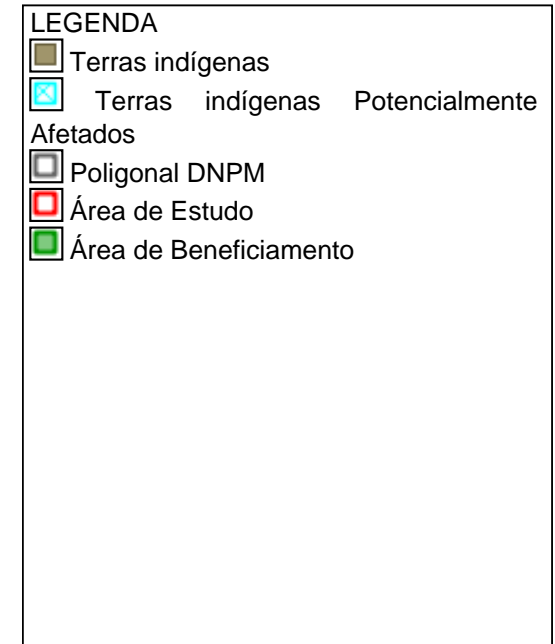 LEGENDA
Terras indígenas
Terras indígenas Potencialmente
Afetados
Poligonal DNPM
Área de Estudo
Área de Beneficiamento